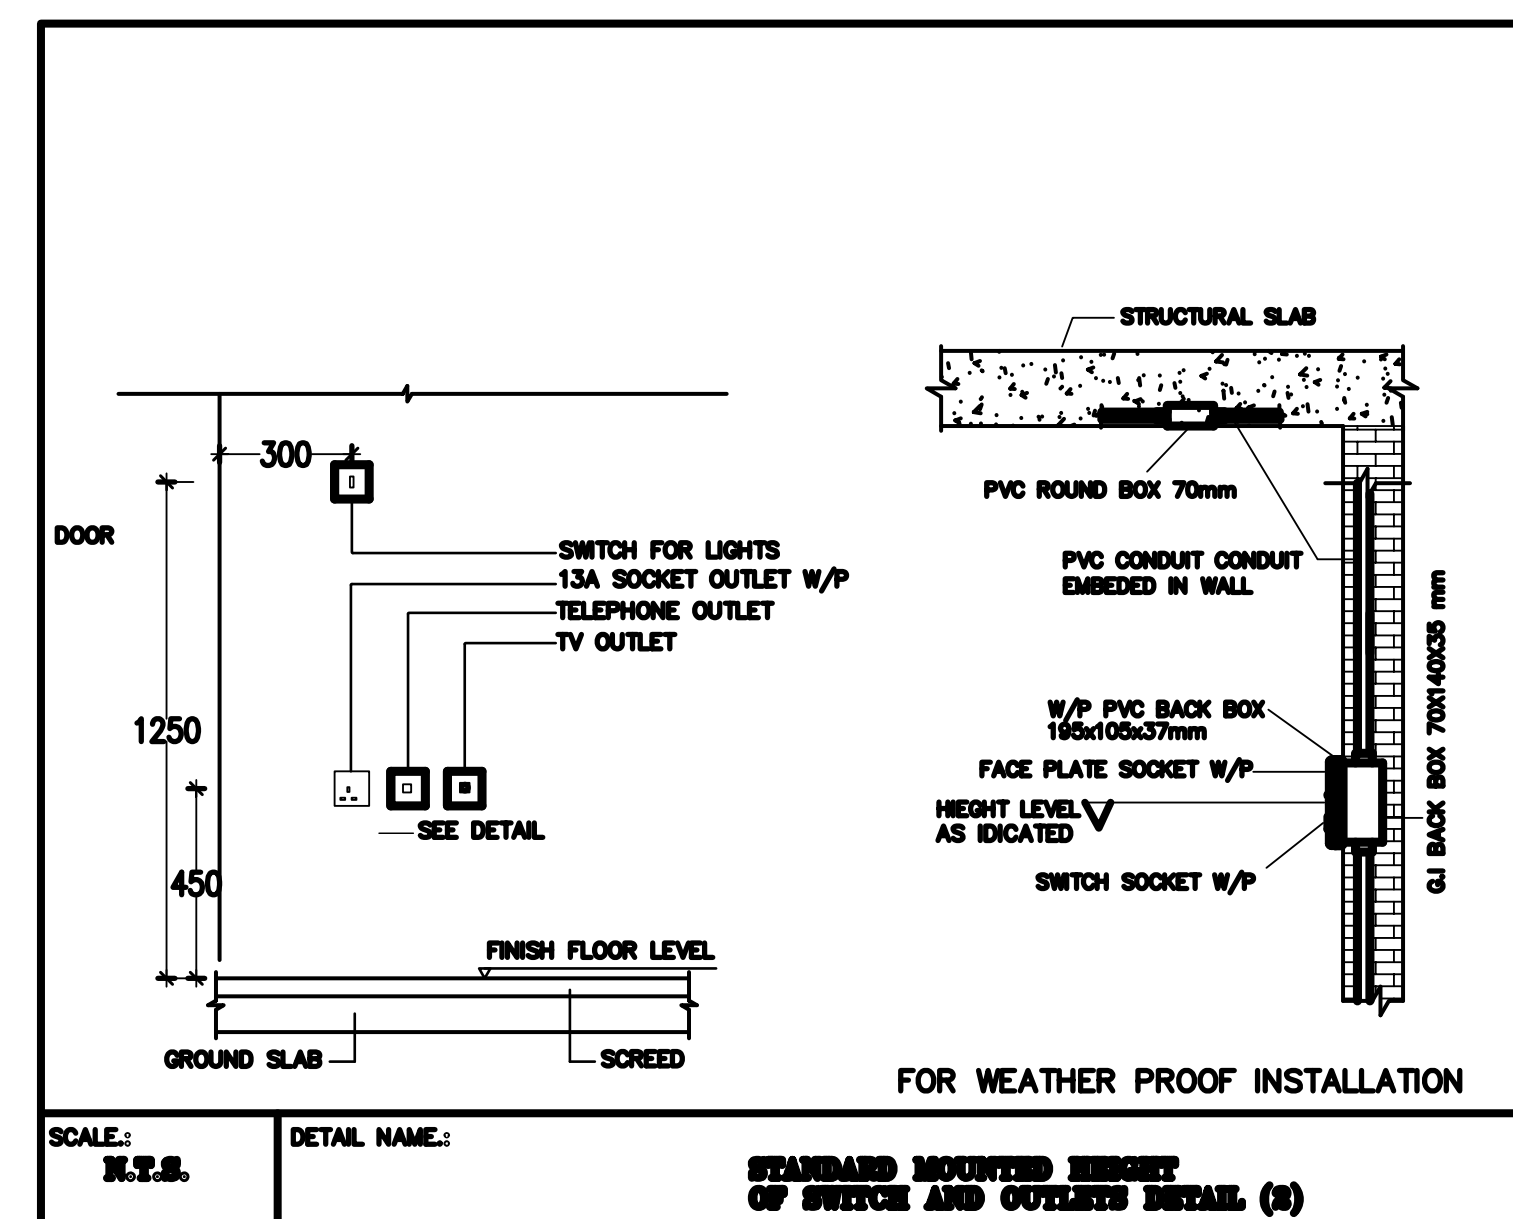 STRUCTURAL SLAB
300
PVC ROUND BOX 70mm
DOOR
SWITCH FOR LIGHTS
13A SOCKET OUTLET W/P
TELEPHONE OUTLET
TV OUTLET
PVC CONDUIT CONDUIT
EMBEDED IN WALL
1250
W/P PVC BACK BOX
195x105x37mm
FACE PLATE SOCKET W/P
HIEGHT LEVEL
AS IDICATED
SEE DETAIL
G.I BACK BOX 70X140X35 mm
450
SWITCH SOCKET W/P
FINISH FLOOR LEVEL
GROUND SLAB
SCREED
FOR WEATHER PROOF INSTALLATION
SCALE.:
N.T.S.
DETAIL NAME.:
STANDARD MOUNTED HEIGHT
OF SWITCH AND OUTLETS DETAIL (2)